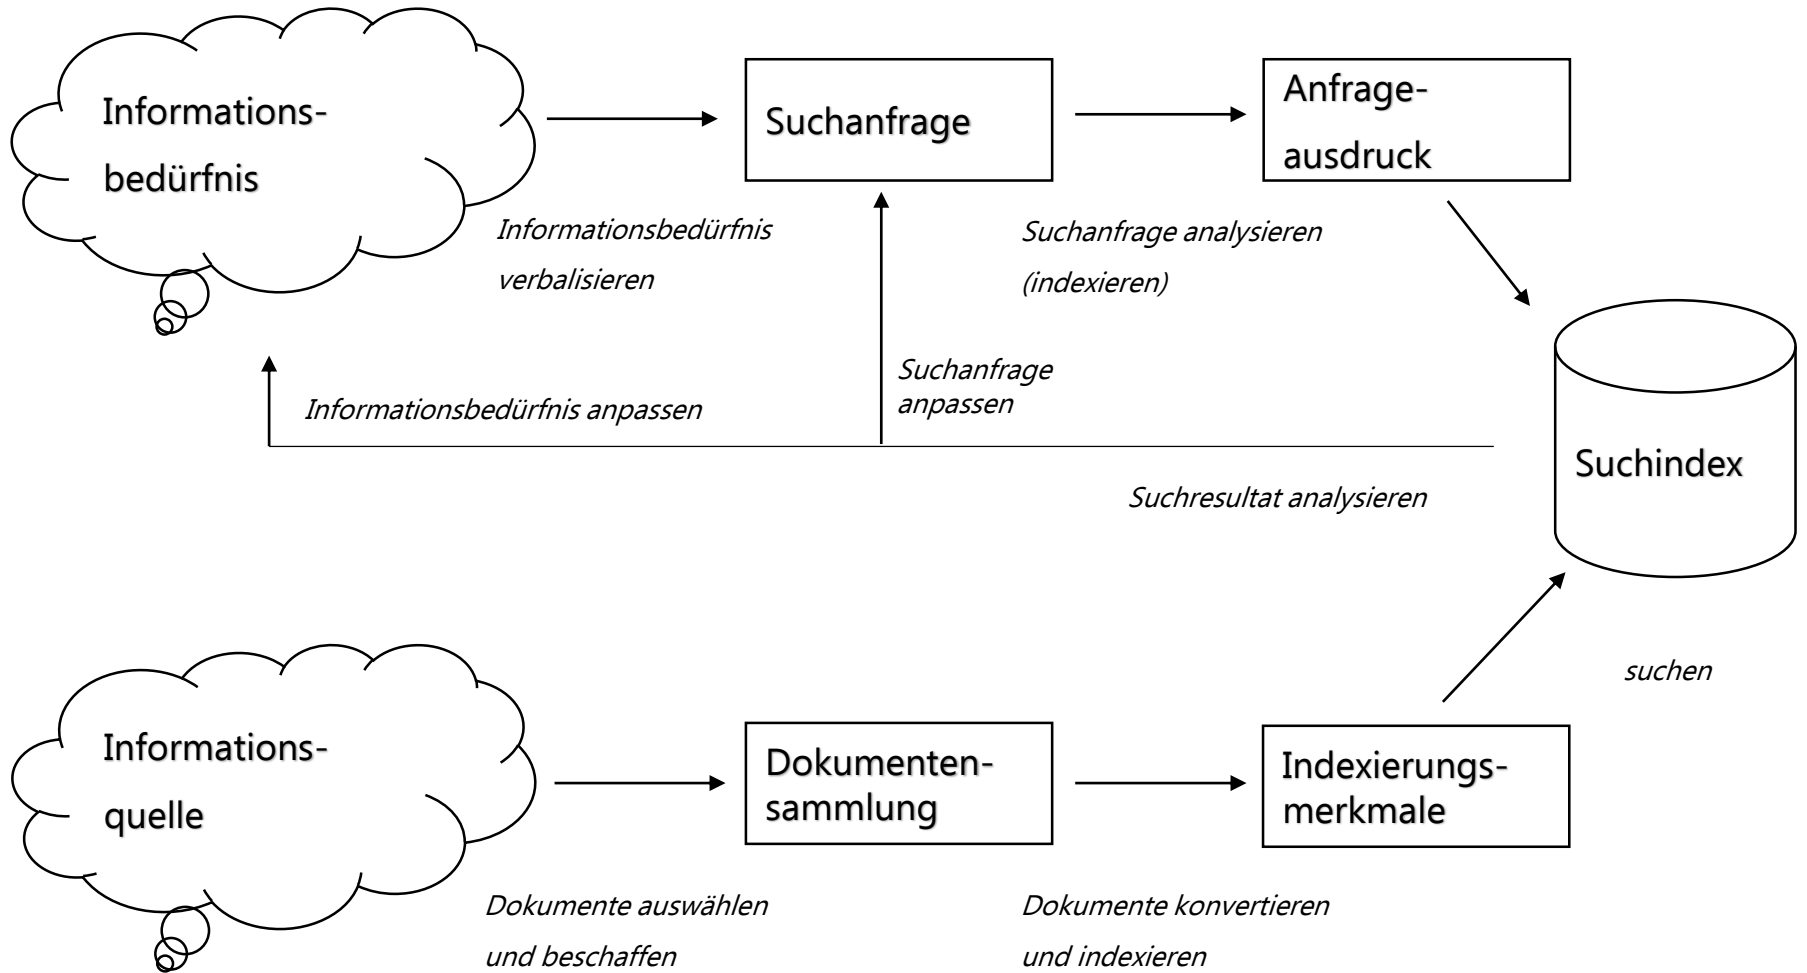 Informations-
bedürfnis
Suchanfrage
Anfrage-
ausdruck
Informationsbedürfnis
verbalisieren
Suchanfrage analysieren
(indexieren)
Suchanfrage
anpassen
Informationsbedürfnis anpassen
Suchindex
Suchresultat analysieren
suchen
Informations-
quelle
Dokumenten-
sammlung
Indexierungs-
merkmale
Dokumente auswählen
und beschaffen
Dokumente konvertieren
und indexieren